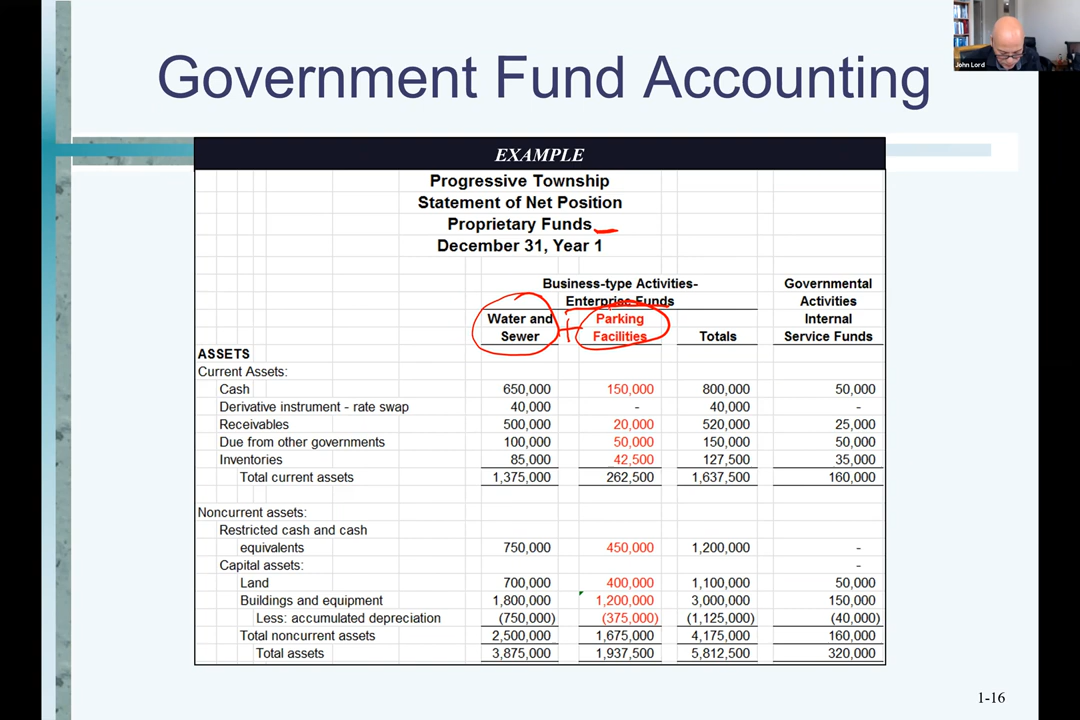 Government Fund Accounting
John Lord
EXAMPLE
Progressive Township
Statement of Net Position
Proprietary Funds
December 31, Year 1
Business-type Activities- Governmental
Enterprise Funds Activities
Water and Parking Internal
Sewer Facilities Totals Service Funds
ASSETS
Current Assets:
Cash 650,000 150,000 800,000 50,000
Derivative instrument - rate swap 40,000 - 40,000 -
Receivables 500,000 20,000 520,000 25,000
Due from other governments 100,000 50,000 150,000 50,000
Inventories 85,000 42,500 127,500 35,000
Total current assets 1,375,000 262,500 1,637,500 160,000
Noncurrent assets:
Restricted cash and cash
equivalents 750,000 450,000 1,200,000 -
Capital assets: -
Land 700,000 400,000 1,100,000 50,000
Buildings and equipment 1,800,000 1,200,000 3,000,000 150,000
Less: accumulated depreciation (750,000) (375,000) (1,125,000) (40,000)
Total noncurrent assets 2,500,000 1,675,000 4,175,000 160,000
Total assets 3,875,000 1,937,500 5,812,500 320,000
1-16